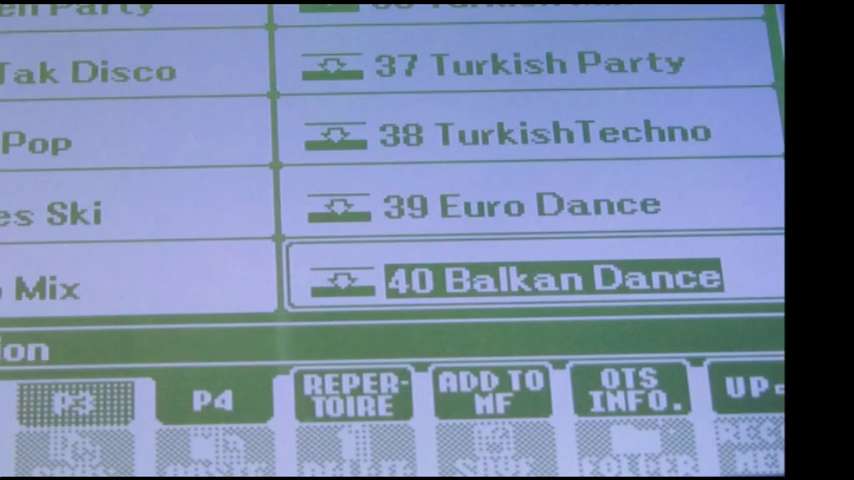 Party
Tak Disco
37 Turkish Party
Pop
38 TurkishTechno
es Ski
39 Euro Dance
Mix
40 Balkan Dance
ion
P3
P4
REPER-
TOIRE
ADD TO
MF
OTS
INFO.
UP